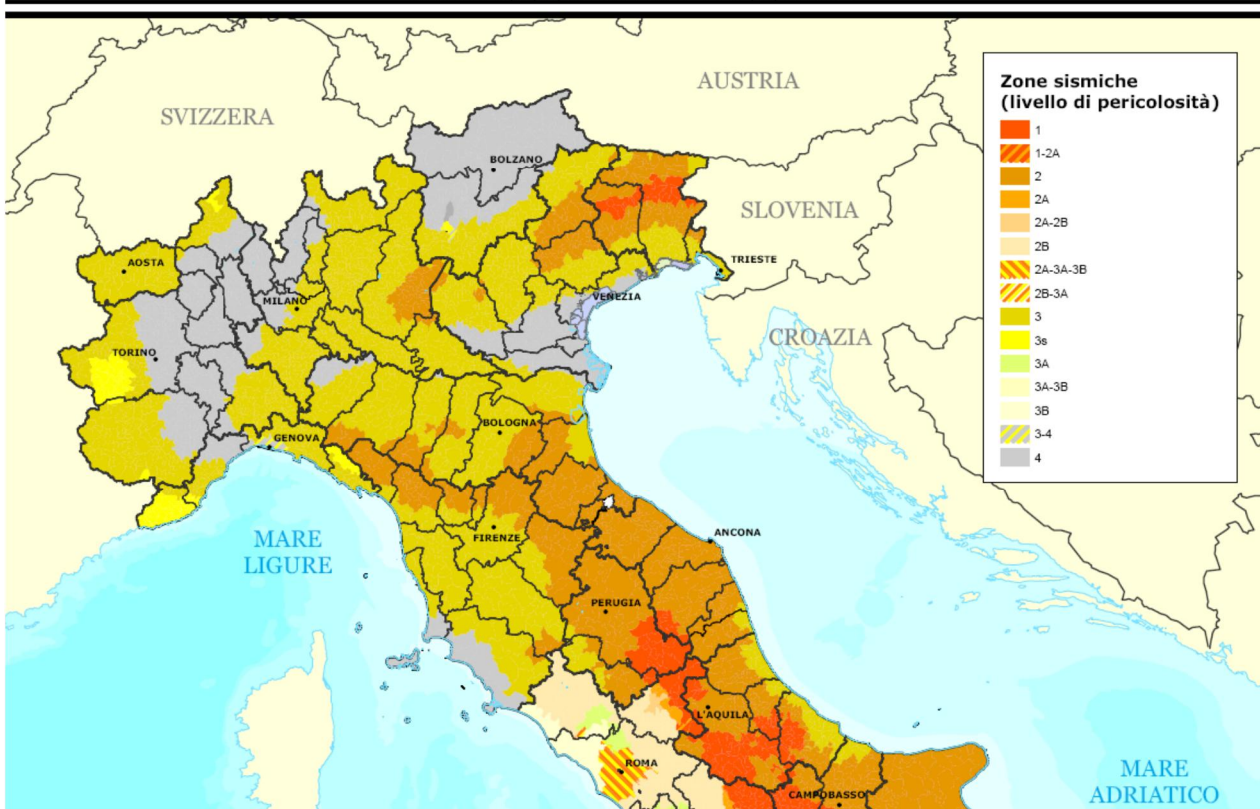 AUSTRIA
SVIZZERA
BOLZANO
SLOVENIA
AOSTA
TRIESTE
MILANO
VENEZIA
CROAZIA
TORINO
BOLOGNA
GENOVA
ANCONA
FIRENZE
MARE
LIGURE
PERUGIA
L'AQUILA
ROMA
CAMPOBASSO
MARE
ADRIATICO
Zone sismiche
(livello di pericolosità)
1
1-2A
2
2A
2A-2B
2B
2A-3A-3B
2B-3A
3
3s
3A
3A-3B
3B
3-4
4